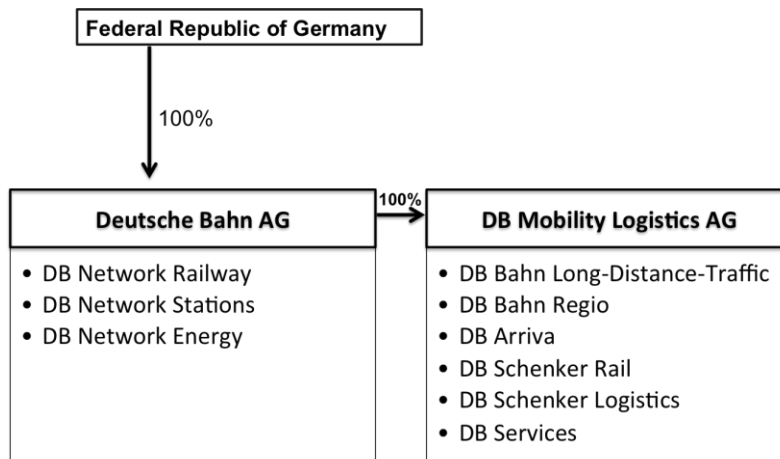 Federal Republic of Germany
100%
Deutsche Bahn AG
100%
DB Mobility Logistics AG
• DB Network Railway
• DB Network Stations
• DB Network Energy
• DB Bahn Long-Distance-Traffic
• DB Bahn Regio
• DB Arriva
• DB Schenker Rail
• DB Schenker Logistics
• DB Services